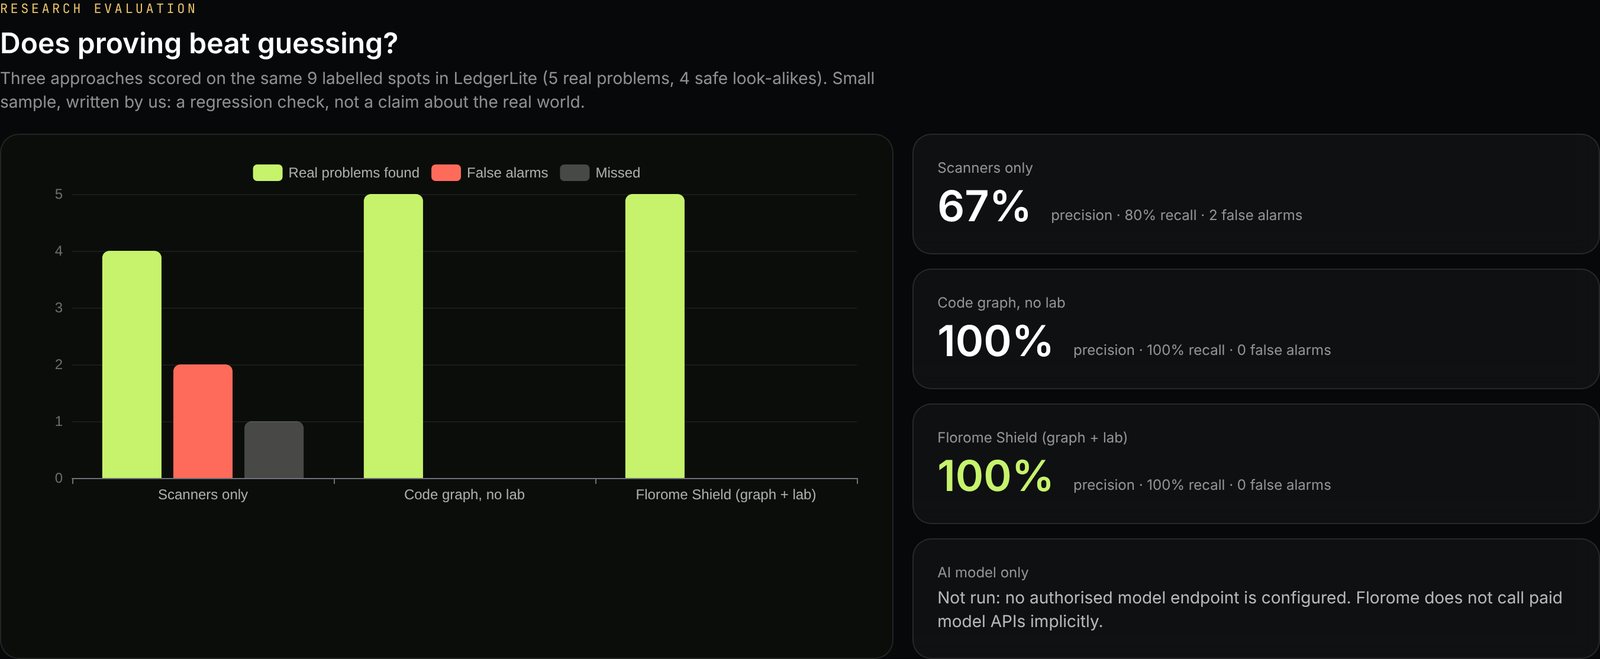 RESEARCH EVALUATION
Does proving beat guessing?
Three approaches scored on the same 9 labelled spots in LedgerLite (5 real problems, 4 safe look-alikes). Small
sample, written by us: a regression check, not a claim about the real world.
Real problems found
False alarms
Missed
5
4
3
2
1
0
Scanners only
Code graph, no lab
Florome Shield (graph + lab)
Scanners only
67% precision · 80% recall · 2 false alarms
Code graph, no lab
100% precision · 100% recall · 0 false alarms
Florome Shield (graph + lab)
100% precision · 100% recall · 0 false alarms
AI model only
Not run: no authorised model endpoint is configured. Florome does not call paid
model APIs implicitly.